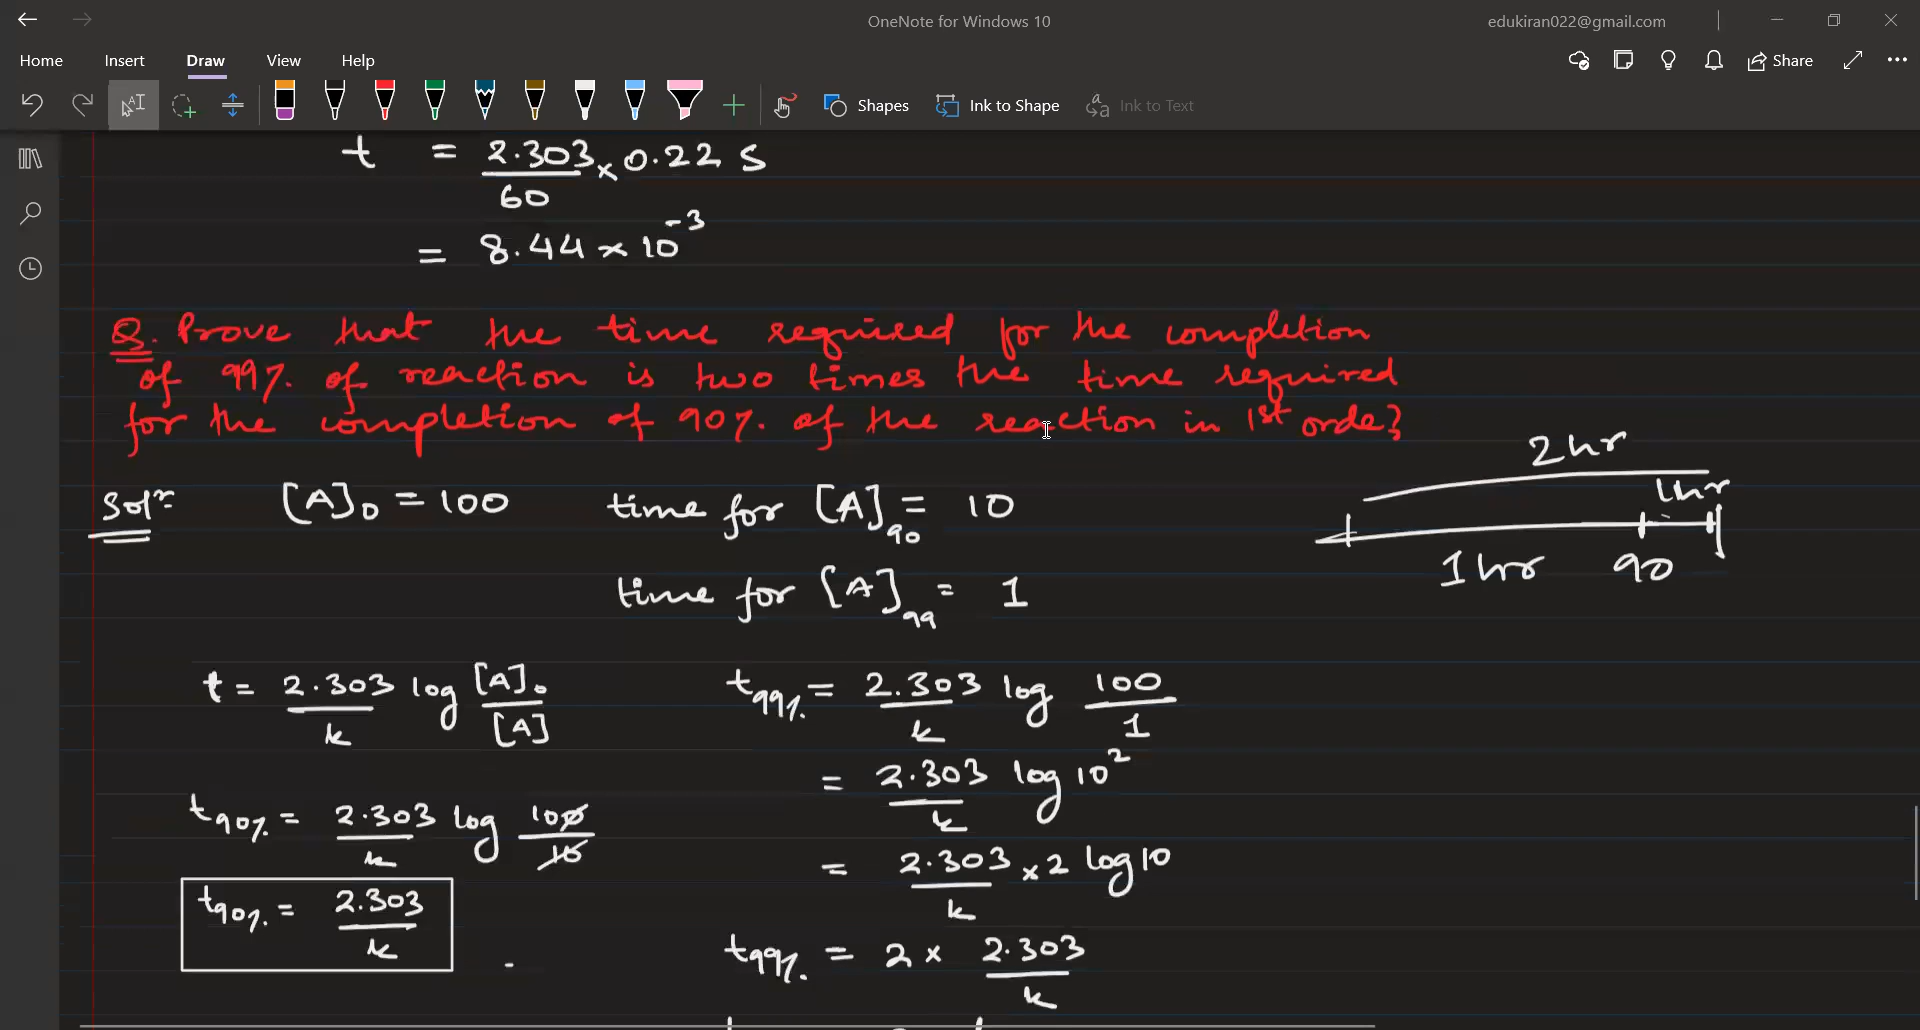 OneNote for Windows 10
edukiran022@gmail.com
Home Insert Draw View Help
Share
Shapes Ink to Shape Ink to Text
t = 2.303/60 × 0.22 s
= 8.44 × 10⁻³
Q. Prove that the time required for the completion
of 99%. of reaction is two times the time required
for the completion of 90%. of the reaction in 1st orde?
Solⁿ [A]₀ = 100 time for [A]₉₀ = 10
time for [A]₉₉ = 1
2hr
1hr
1hr 90
t = 2.303/k log [A]₀/[A]
t90%. = 2.303/k log 100/10
t90%. = 2.303/k
t99%. = 2.303/k log 100/1
= 2.303/k log 10²
= 2.303/k × 2 log 10
t99%. = 2 × 2.303/k